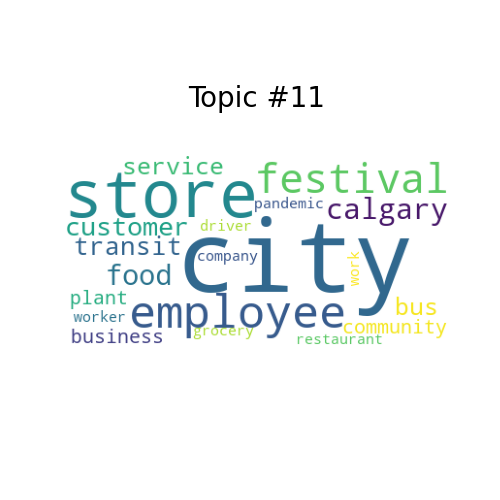 Topic #11
service
store
festival
pandemic
calgary
customer
driver
transit
city
company
food
work
plant
employee
bus
worker
community
business
grocery
restaurant